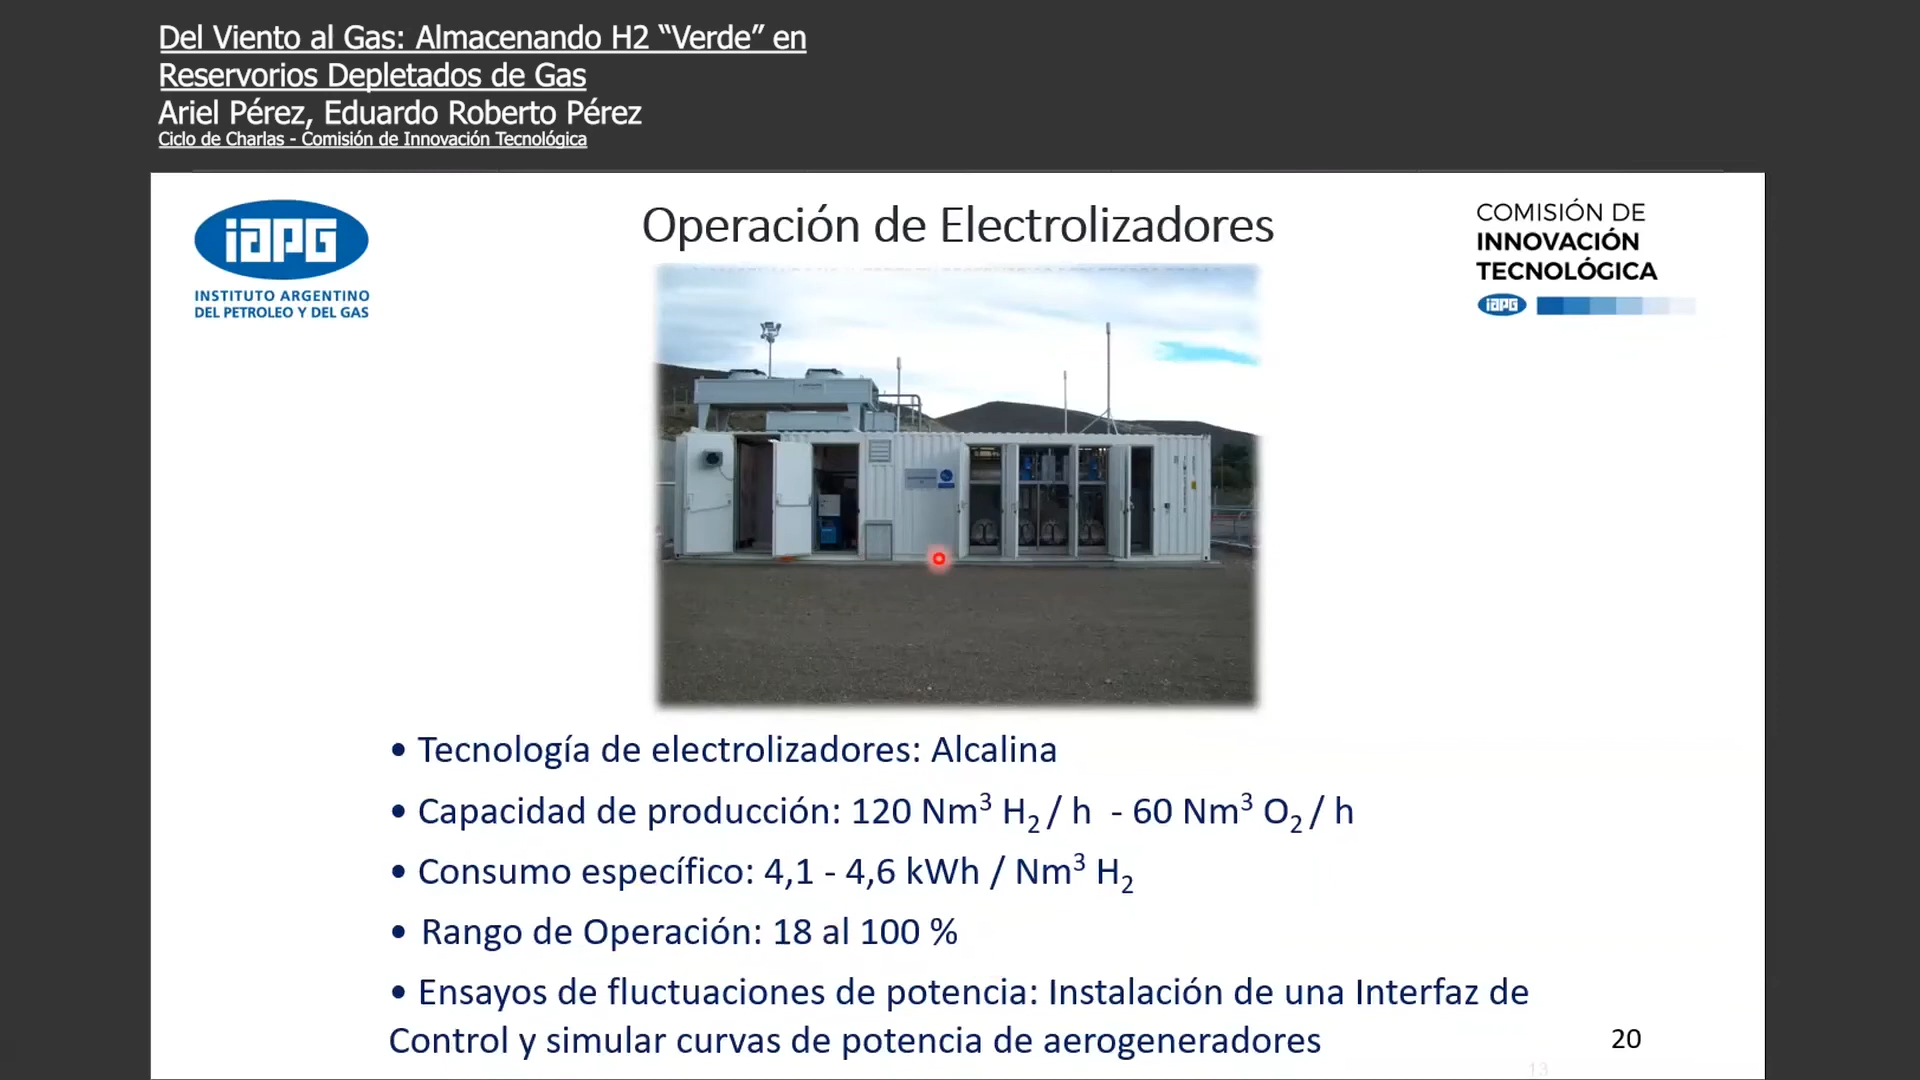 Del Viento al Gas: Almacenando H2 “Verde” en
Reservorios Depletados de Gas
Ariel Pérez, Eduardo Roberto Pérez
Ciclo de Charlas - Comisión de Innovación Tecnológica
iapg
INSTITUTO ARGENTINO
DEL PETROLEO Y DEL GAS
Operación de Electrolizadores
COMISIÓN DE
INNOVACIÓN
TECNOLÓGICA
iapg
• Tecnología de electrolizadores: Alcalina
• Capacidad de producción: 120 Nm³ H₂ / h - 60 Nm³ O₂ / h
• Consumo específico: 4,1 - 4,6 kWh / Nm³ H₂
• Rango de Operación: 18 al 100 %
• Ensayos de fluctuaciones de potencia: Instalación de una Interfaz de
Control y simular curvas de potencia de aerogeneradores
20
13